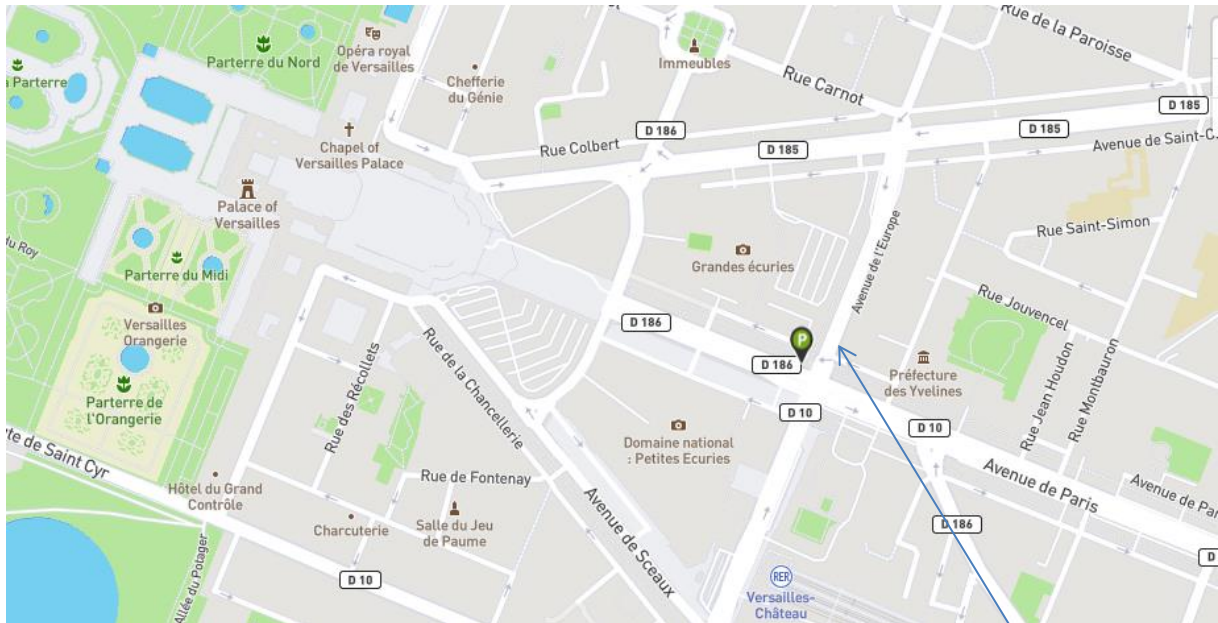 Rue de la Paroisse
Opéra royal
de Versailles
Parterre du Nord
Immeubles
Chefferie
du Génie
Rue Carnot
Parterre
D 185
D 186
D 185
Chapel of
Versailles Palace
Rue Colbert
D 185
Avenue de Saint-C
Palace of
Versailles
Avenue de l'Europe
Rue Saint-Simon
du Roy
Parterre du Midi
Grandes écuries
Rue Jouvencel
Versailles
Orangerie
D 186
P
D 186
Rue de la Chancellerie
Rue des Récollets
Préfecture
des Yvelines
Rue Jean Houdon
Rue Montbauron
Parterre de
l'Orangerie
D 10
D 10
Domaine national
: Petites Ecuries
te de Saint Cyr
Rue de Fontenay
Avenue de Paris
Avenue de Par
Hôtel du Grand
Contrôle
Charcuterie
Salle du Jeu
de Paume
Avenue de Sceaux
D 186
D
D 10
RER
Versailles-
Château
Allée du Potager